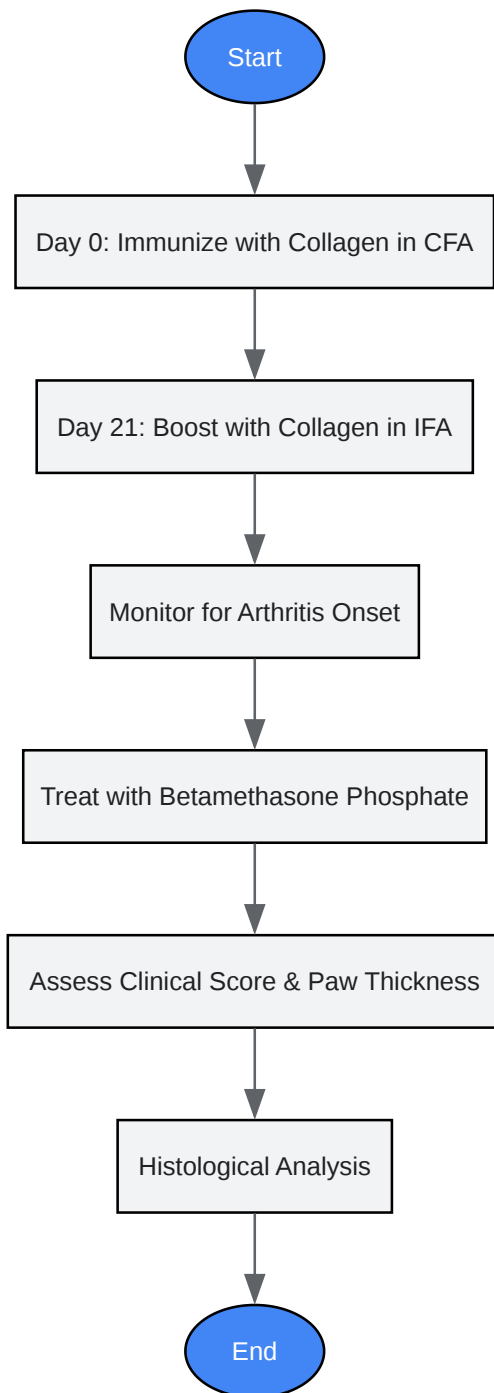 Start
Day 0: Immunize with Collagen in CFA
Day 21: Boost with Collagen in IFA
Monitor for Arthritis Onset
Treat with Betamethasone Phosphate
Assess Clinical Score & Paw Thickness
Histological Analysis
End